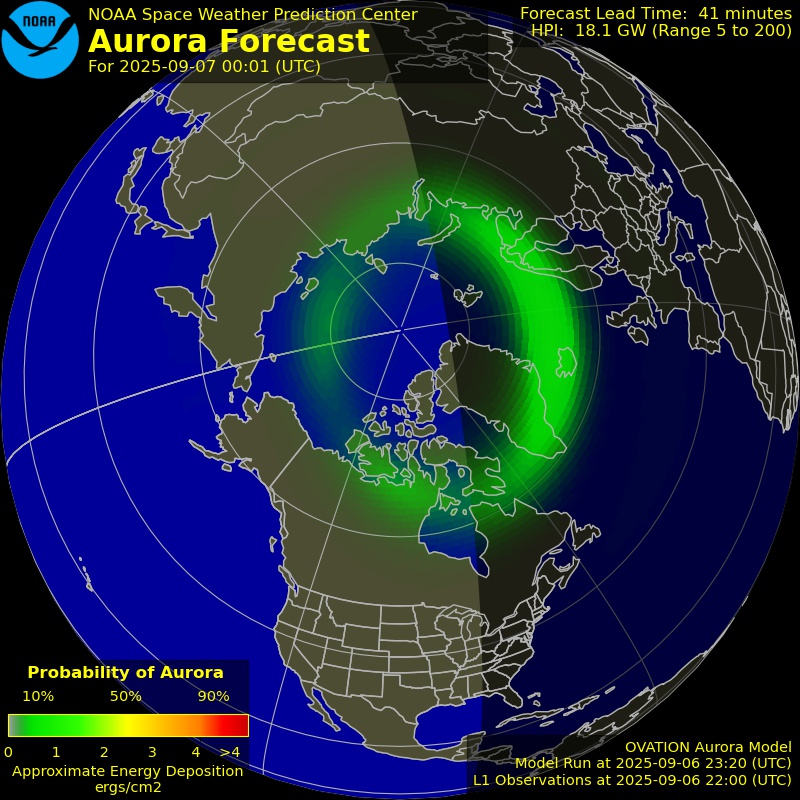 NOAA
NOAA Space Weather Prediction Center
Aurora Forecast
For 2025-09-07 00:01 (UTC)
Forecast Lead Time: 41 minutes
HPI: 18.1 GW (Range 5 to 200)
Probability of Aurora
10% 50% 90%
0 1 2 3 4 >4
Approximate Energy Deposition
ergs/cm2
OVATION Aurora Model
Model Run at 2025-09-06 23:20 (UTC)
L1 Observations at 2025-09-06 22:00 (UTC)